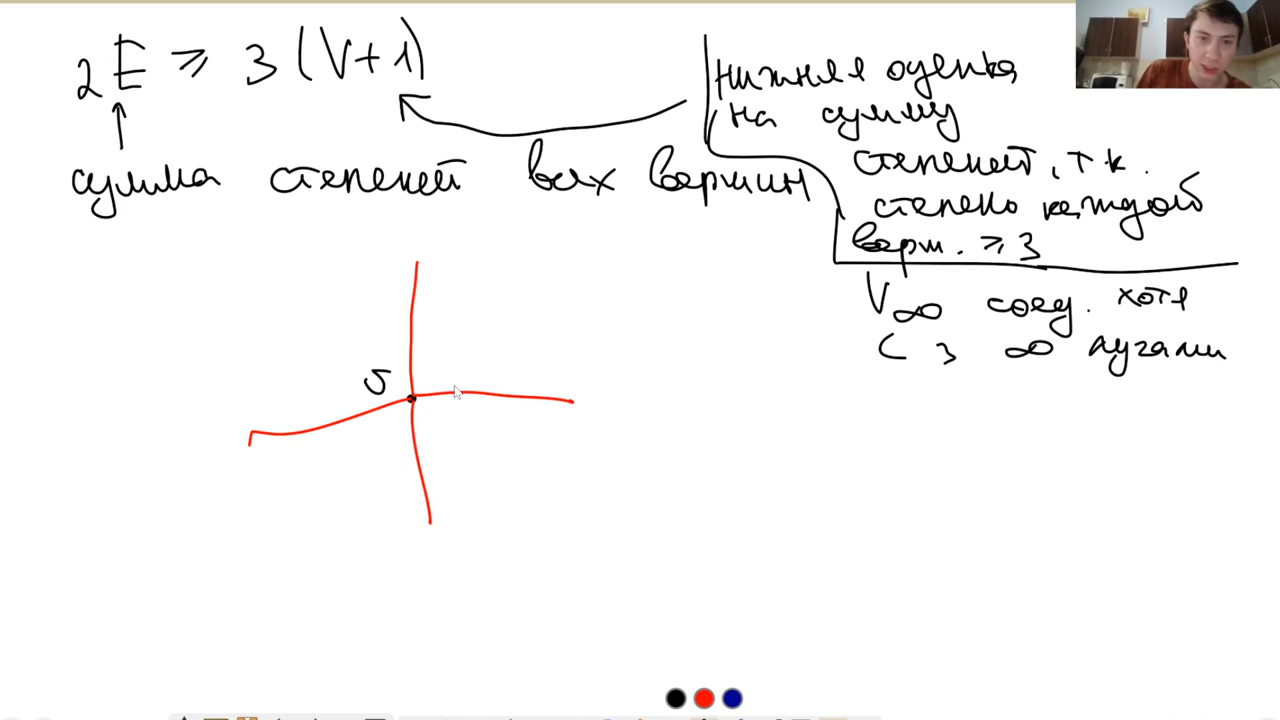 2E ⩾ 3(V+1)
сумма степеней всех вершин
нижняя оценка
на сумму
степеней, т.к.
степень каждой
верш. ⩾ 3
V∞ соед. хотя
с 3 ∞ дугами
v